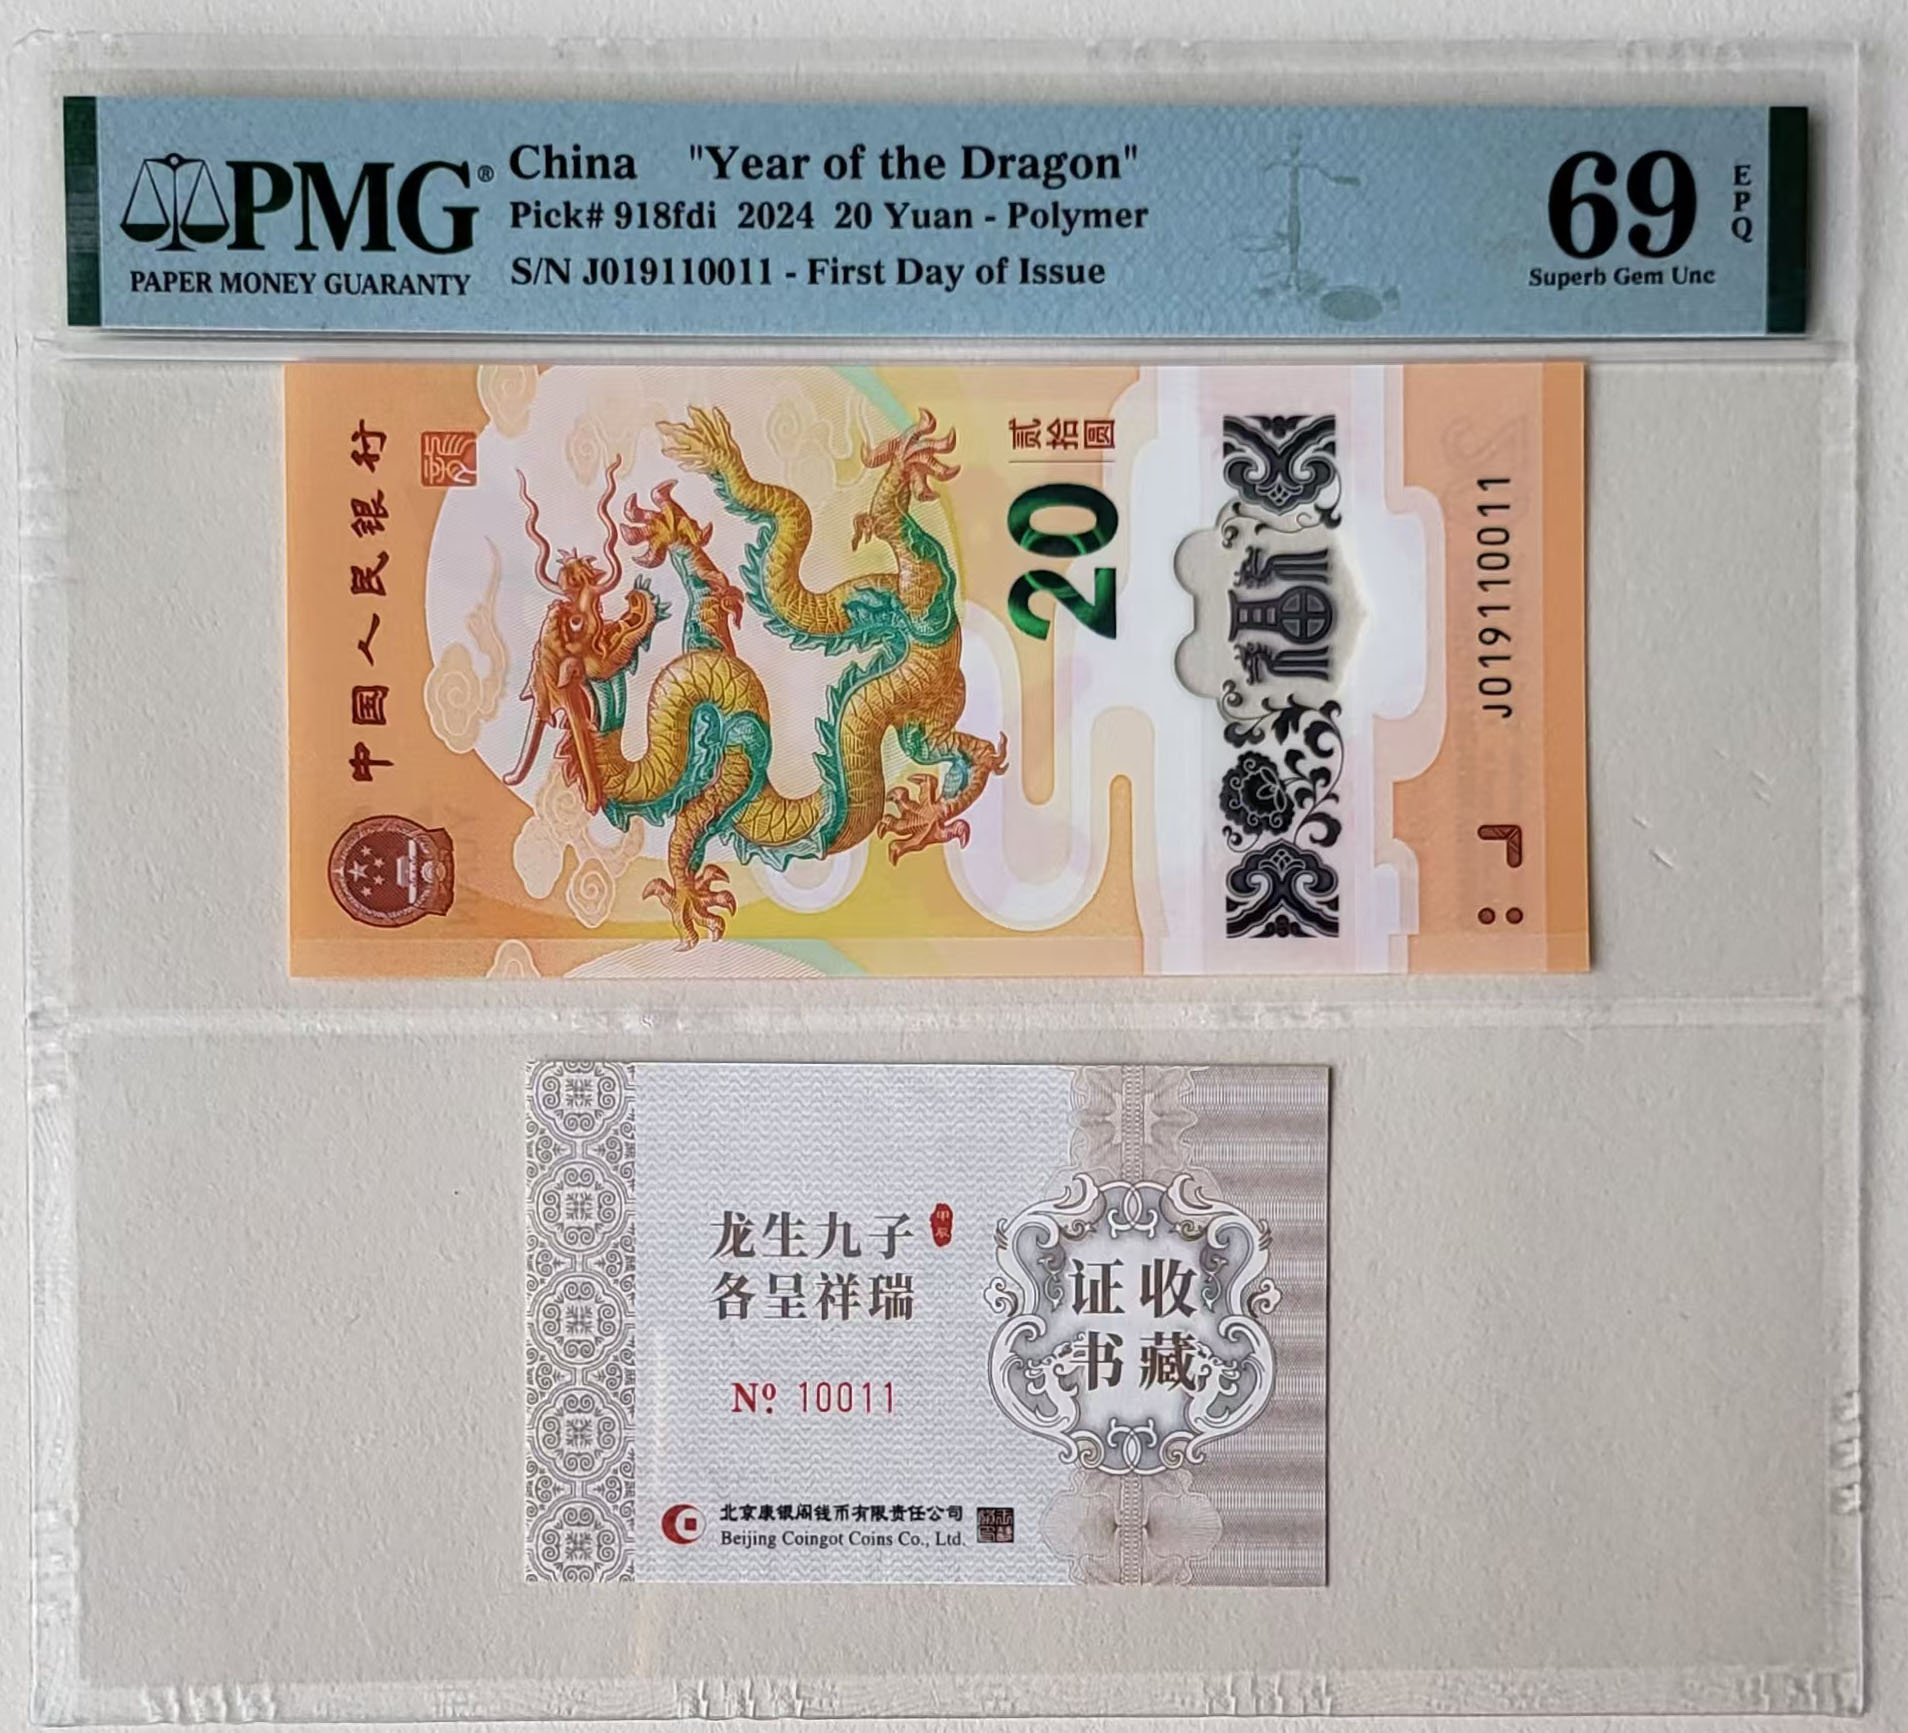 PMG®
PAPER MONEY GUARANTY
China "Year of the Dragon"
Pick# 918fdi 2024 20 Yuan - Polymer
S/N J019110011 - First Day of Issue
69
EPQ
Superb Gem Unc
中国人民银行
贰拾圆
20
J019110011
龙生九子
各呈祥瑞
甲辰
№ 10011
收藏
证书
北京康银阁钱币有限责任公司
Beijing Coingot Coins Co., Ltd.